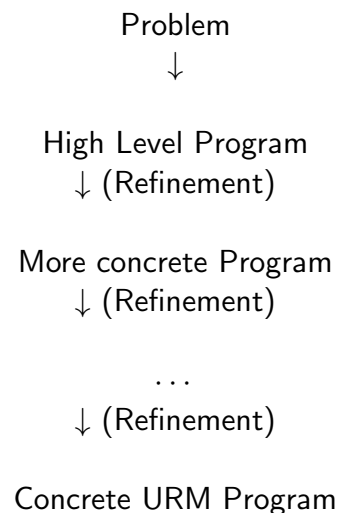 Problem
↓
High Level Program
↓ (Refinement)
More concrete Program
↓ (Refinement)
...
↓ (Refinement)
Concrete URM Program